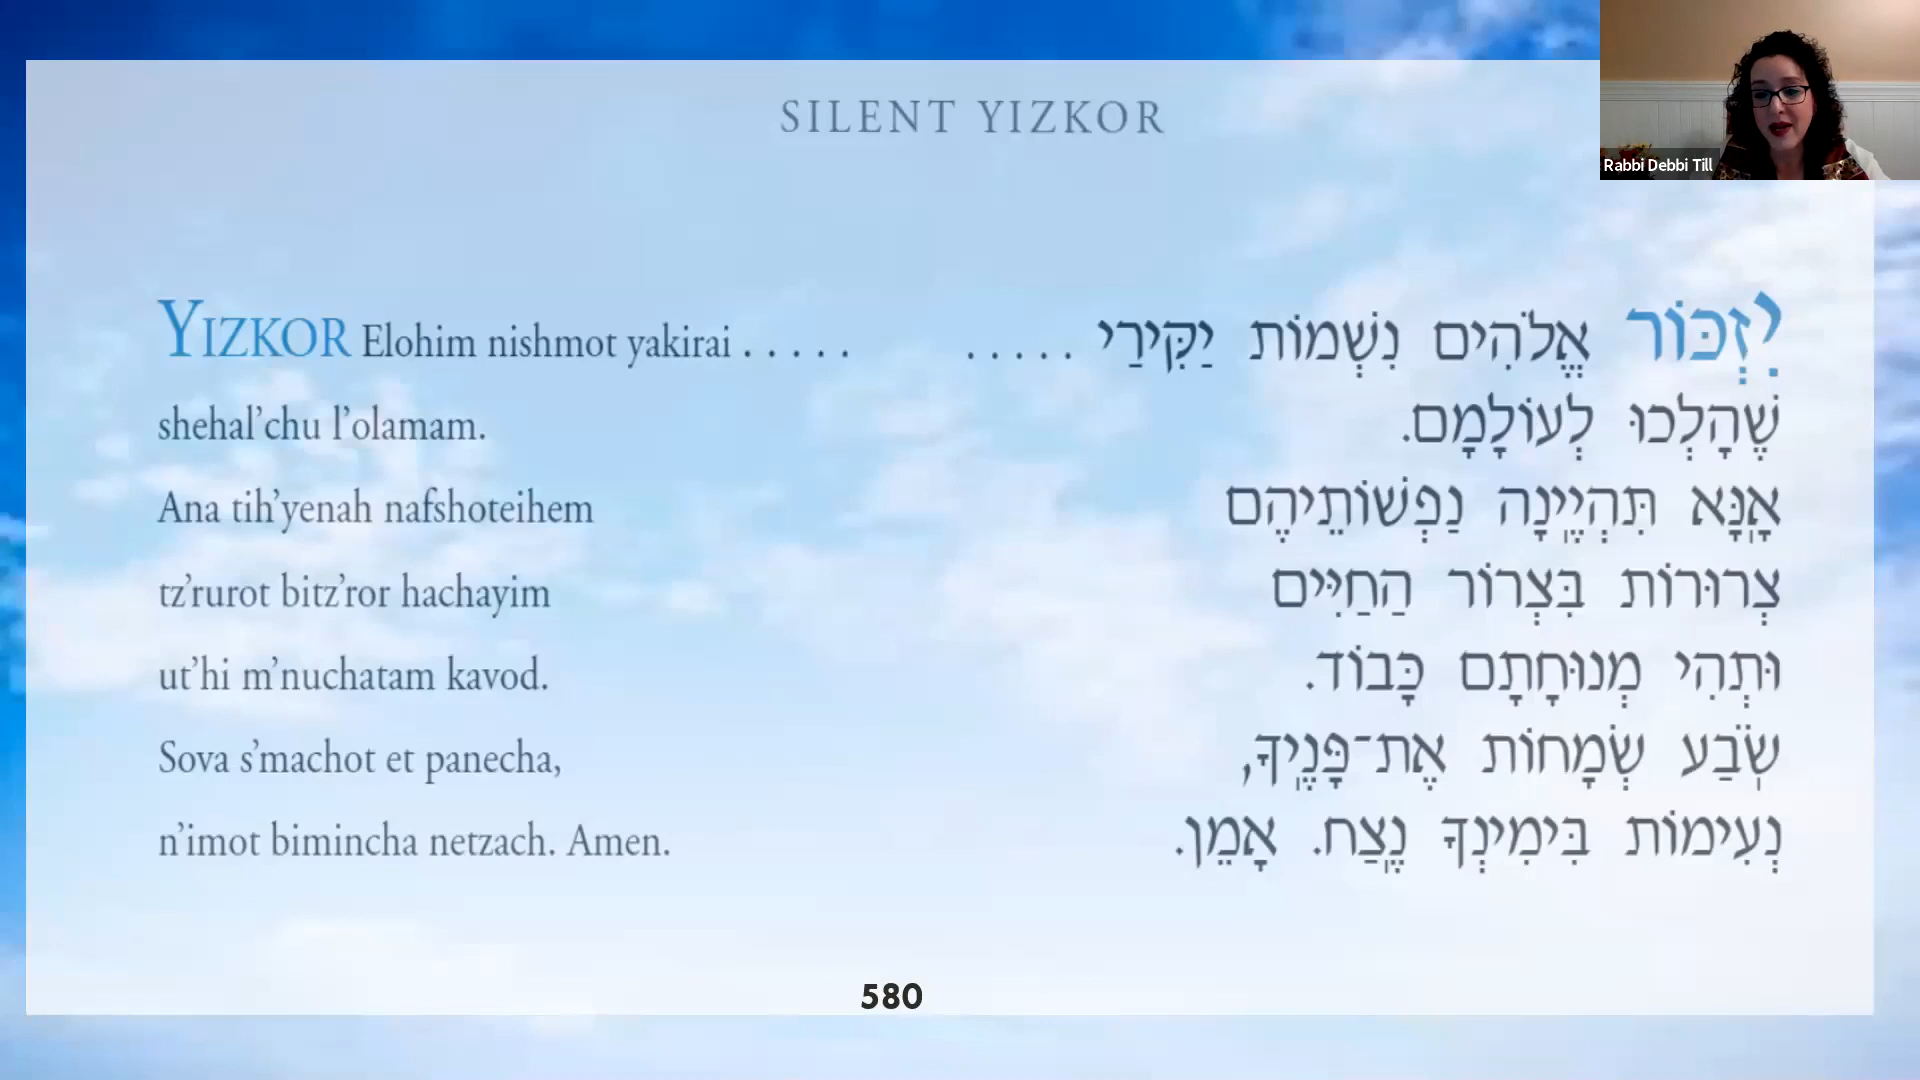 SILENT YIZKOR
Rabbi Debbi Till
YIZKOR Elohim nishmot yakirai . . . . .
shehal’chu l’olamam.
Ana tih’yenah nafshoteihem
tz’rurot bitz’ror hachayim
ut’hi m’nuchatam kavod.
Sova s’machot et panecha,
n’imot bimincha netzach. Amen.
יִזְכּוֹר אֱלֹהִים נִשְׁמוֹת יַקִּירַי . . . . .
שֶׁהָלְכוּ לְעוֹלָמָם.
אָֽנָּא תִּהְיֶֽינָה נַפְשׁוֹתֵיהֶם
צְרוּרוֹת בִּצְרוֹר הַחַיִּים
וּתְהִי מְנוּחָתָם כָּבוֹד.
שֽׂבַע שְׂמָחוֹת אֶת־פָּנֶֽיךָ,
נְעִימוֹת בִּימִינְךָ נֶֽצַח. אָמֵן.
580